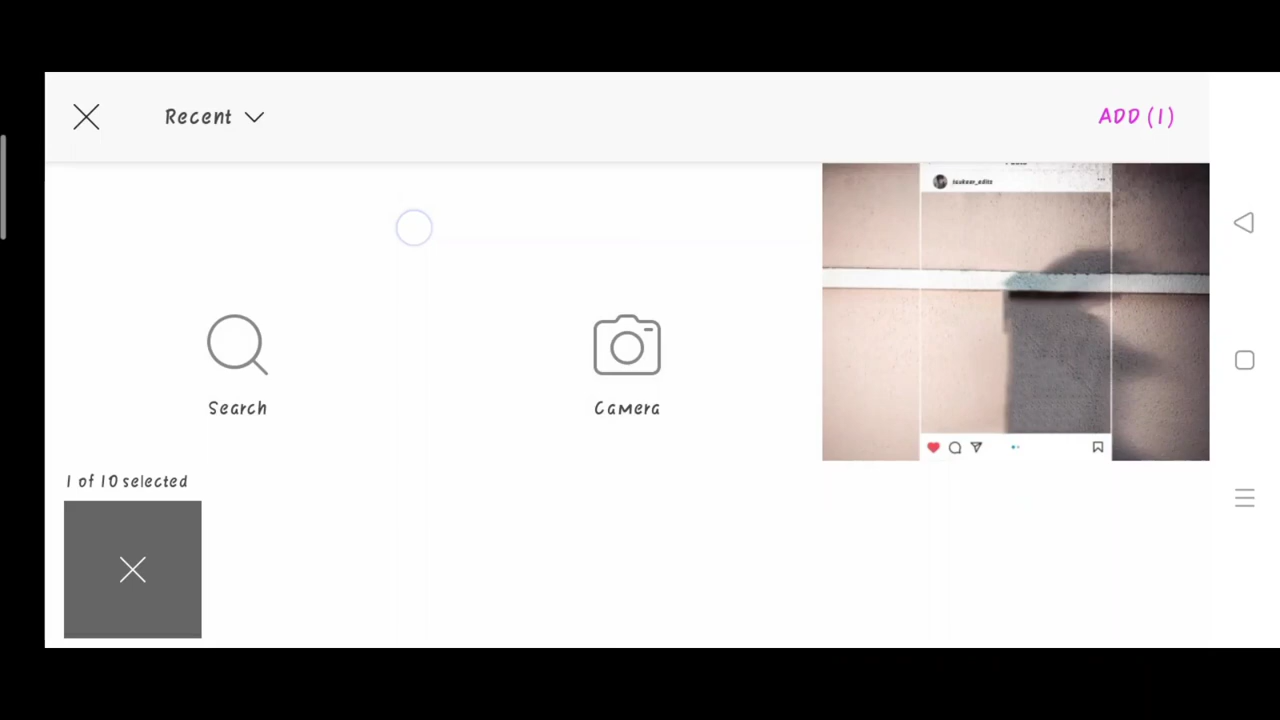 Recent
ADD (1)
Search
Camera
1 of 10 selected